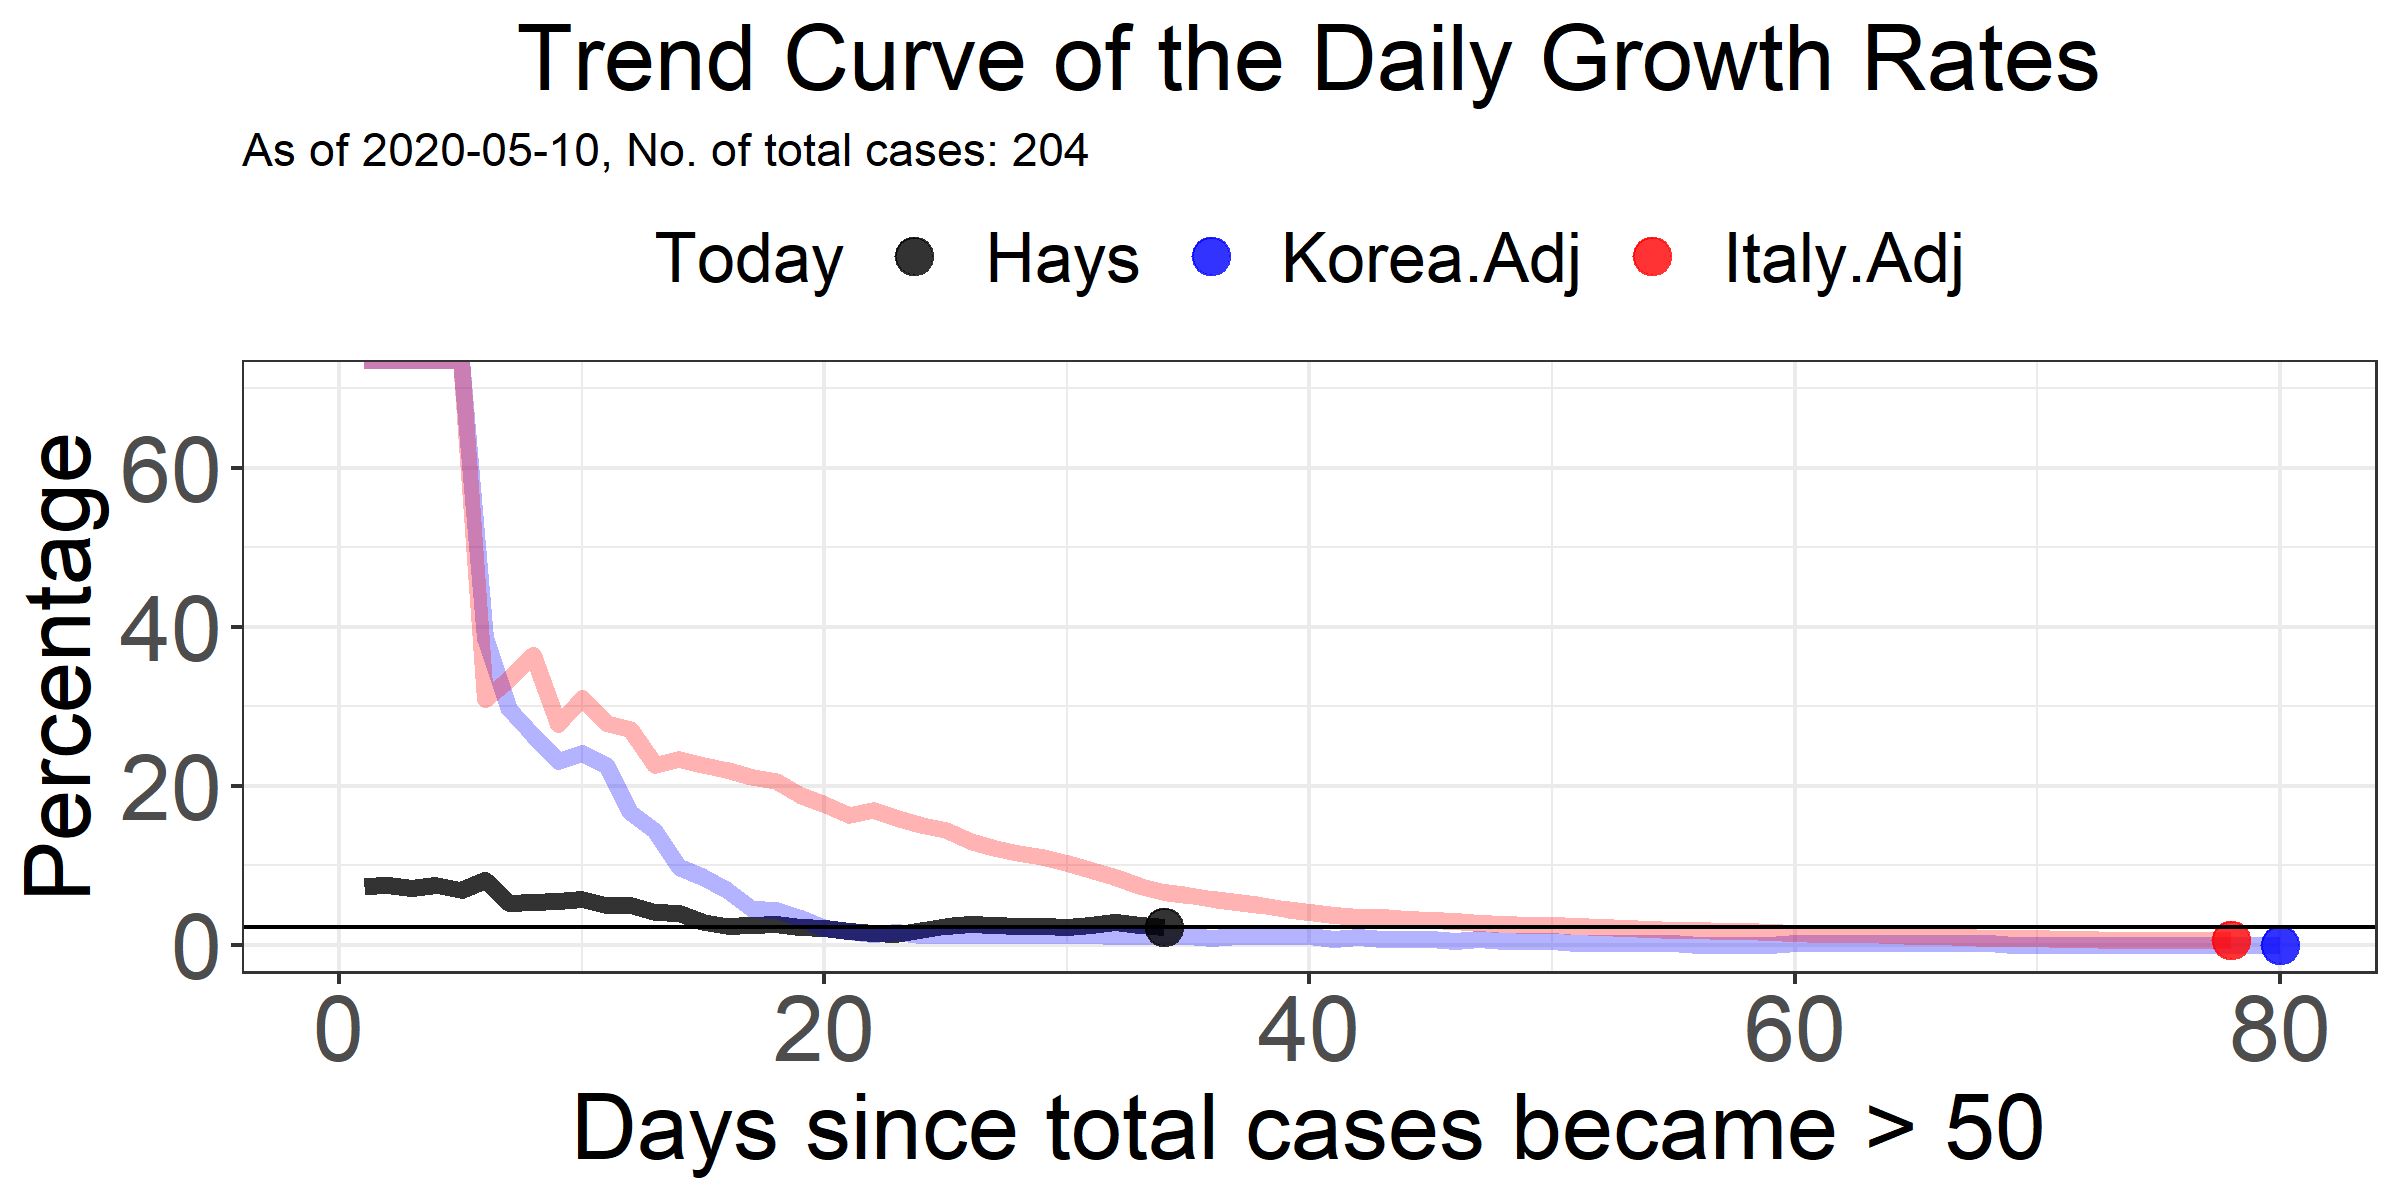 Trend Curve of the Daily Growth Rates
As of 2020-05-10, No. of total cases: 204
Today Hays Korea.Adj Italy.Adj
Percentage
60
40
20
0
0 20 40 60 80
Days since total cases became > 50